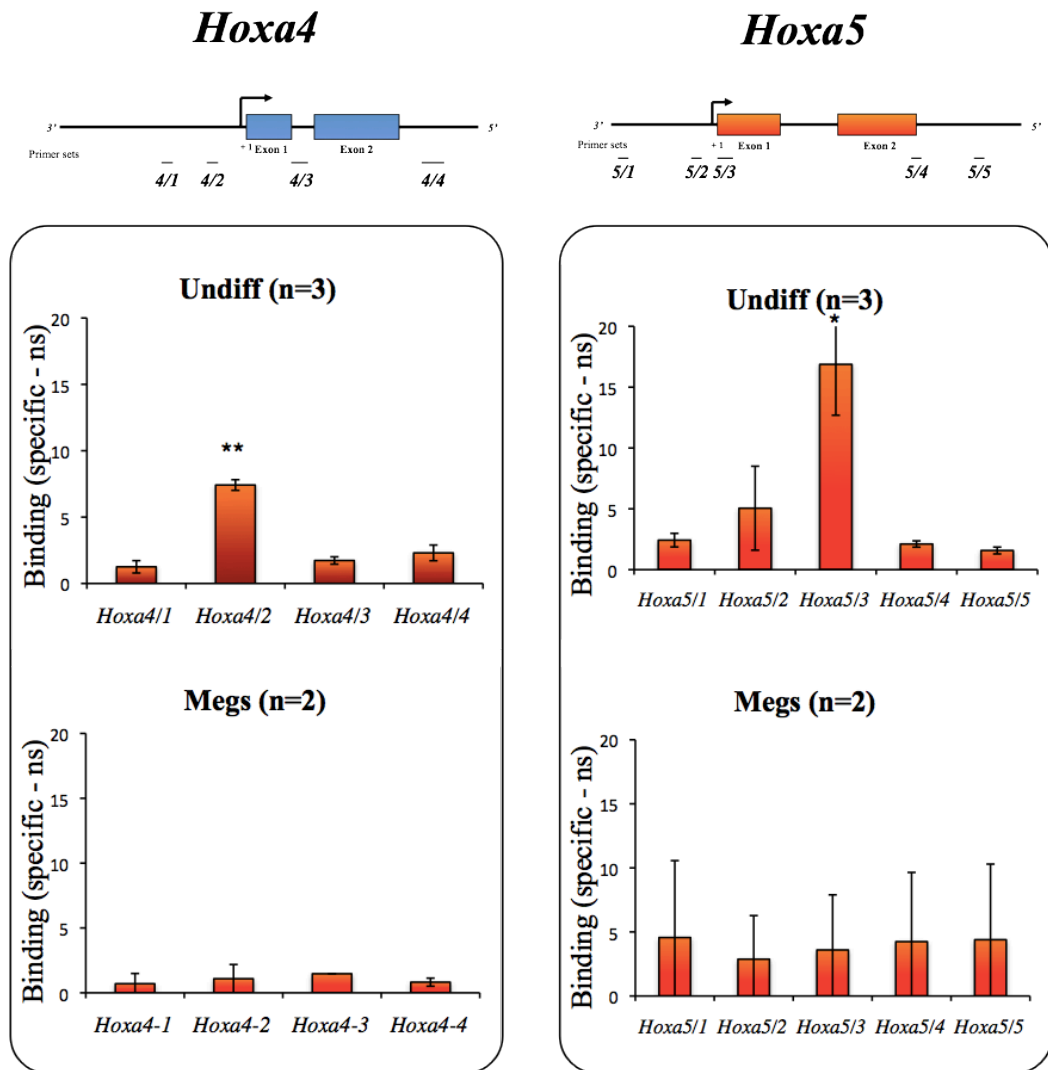 Hoxa4
3’
5’
+ 1
Exon 1
Exon 2
Primer sets
4/1
4/2
4/3
4/4
Undiff (n=3)
Binding (specific - ns)
20
15
10
5
0
**
Hoxa4/1
Hoxa4/2
Hoxa4/3
Hoxa4/4
Megs (n=2)
Binding (specific - ns)
20
15
10
5
0
Hoxa4-1
Hoxa4-2
Hoxa4-3
Hoxa4-4
Hoxa5
3’
5’
+ 1
Exon 1
Exon 2
Primer sets
5/1
5/2
5/3
5/4
5/5
Undiff (n=3)
Binding (specific - ns)
20
15
10
5
0
*
Hoxa5/1
Hoxa5/2
Hoxa5/3
Hoxa5/4
Hoxa5/5
Megs (n=2)
Binding (specific - ns)
20
15
10
5
0
Hoxa5/1
Hoxa5/2
Hoxa5/3
Hoxa5/4
Hoxa5/5